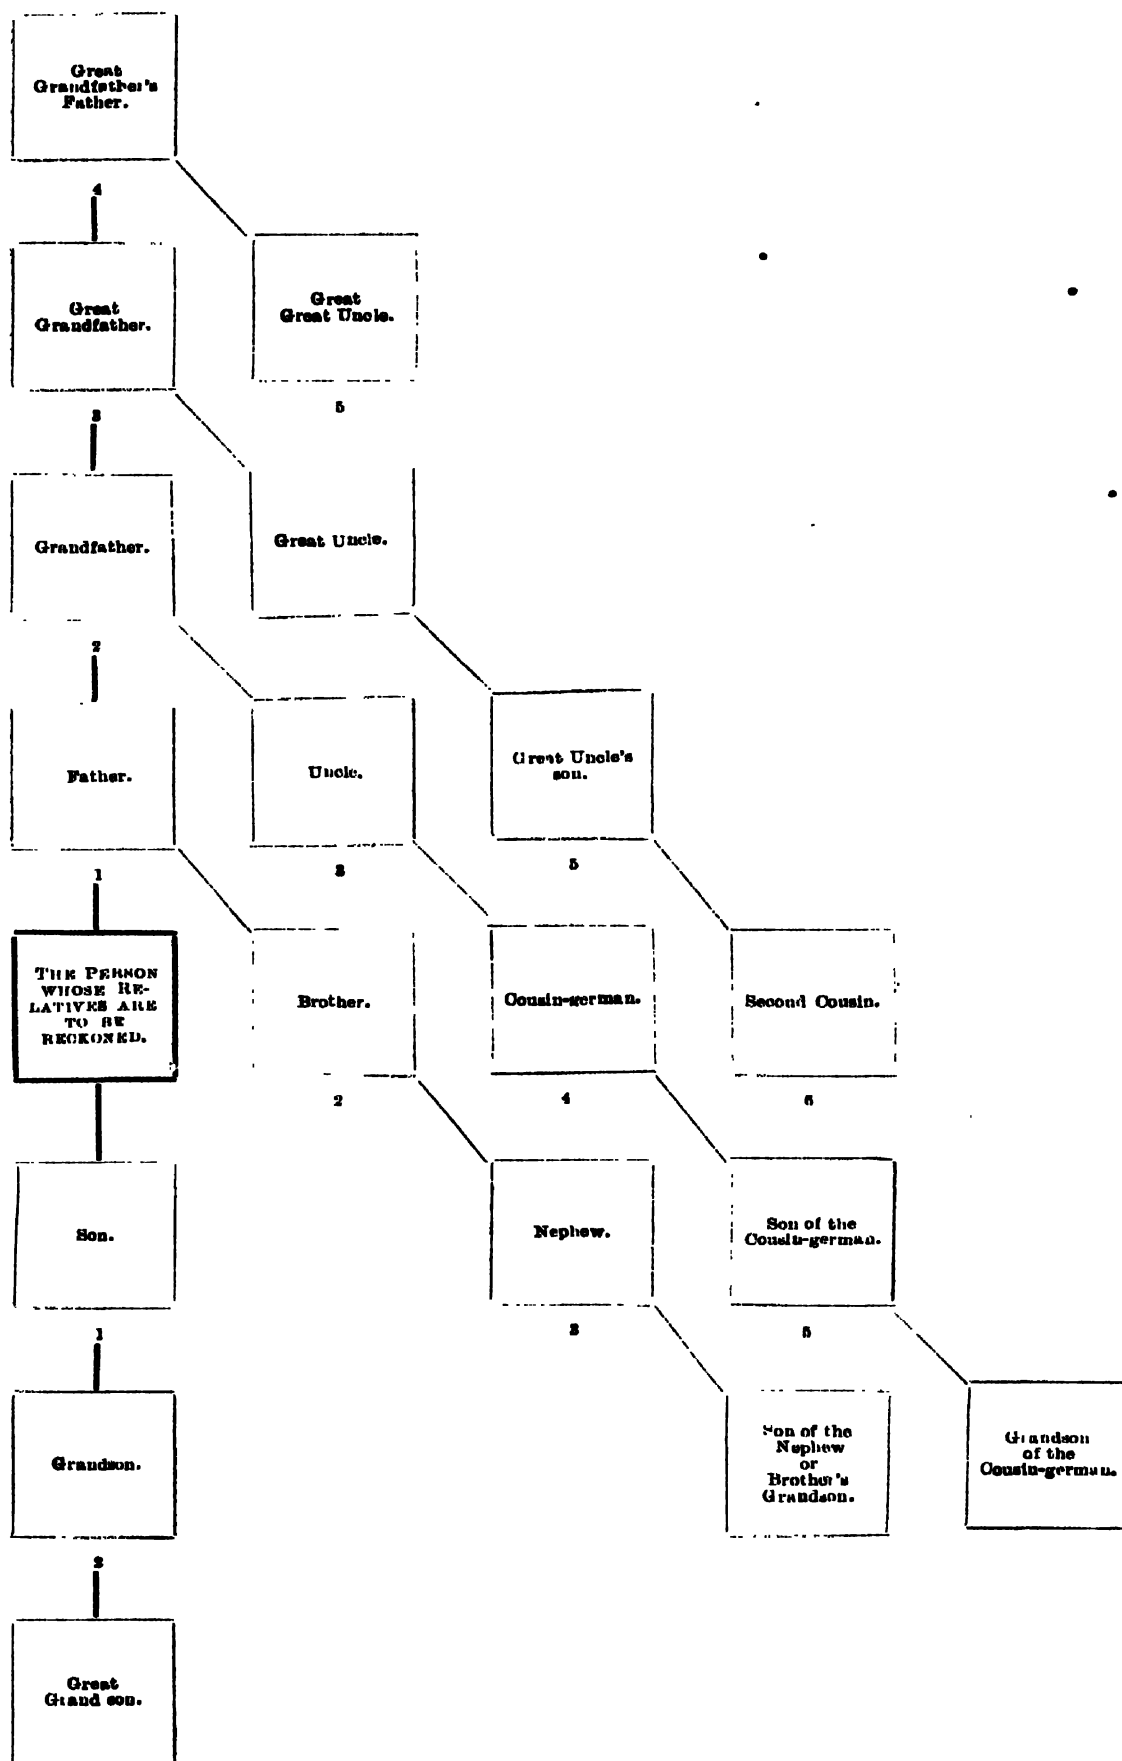 Great
Grandfather's
Father.
4
Great
Grandfather.
Great
Great Uncle.
5
3
Grandfather.
Great Uncle.
2
Father.
Uncle.
Great Uncle's
son.
1
3
5
THE PERSON
WHOSE RE-
LATIVES ARE
TO BE
RECKONED.
Brother.
Cousin-german.
Second Cousin.
2
4
6
Son.
Nephew.
Son of the
Cousin-german.
1
3
5
Grandson.
Son of the
Nephew
or
Brother's
Grandson.
Grandson
of the
Cousin-german.
2
Great
Grand son.